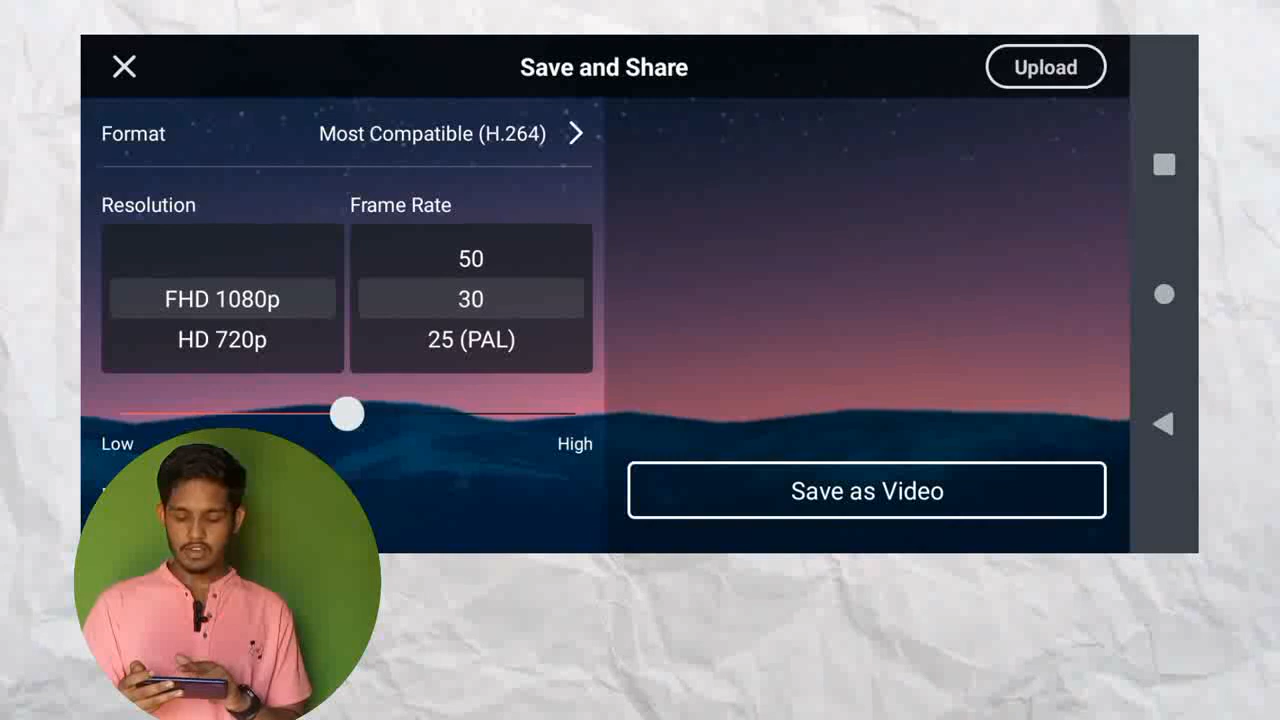 Save and Share
Upload
Format
Most Compatible (H.264)
Resolution
Frame Rate
50
FHD 1080p
30
HD 720p
25 (PAL)
Low
High
Save as Video